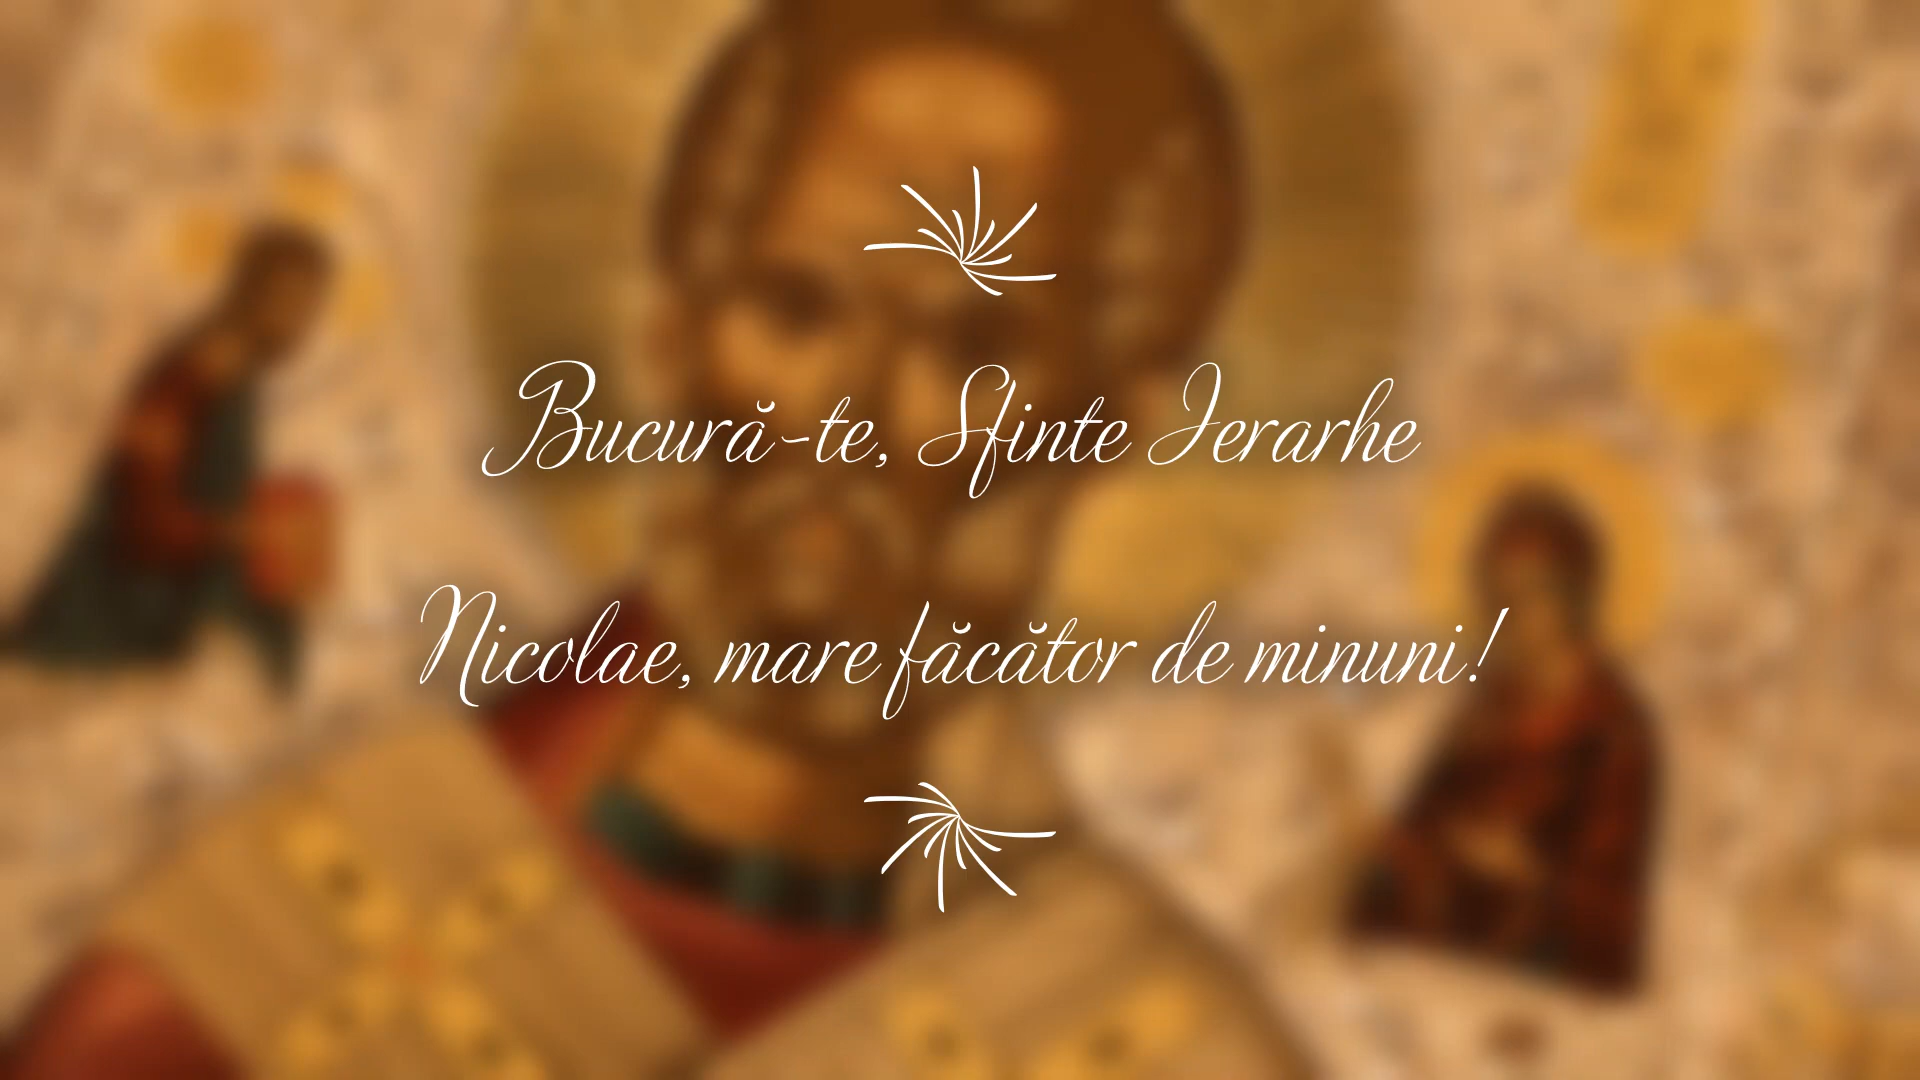 Bucură-te, Sfinte Ierarhe
Nicolae, mare făcător de minuni!